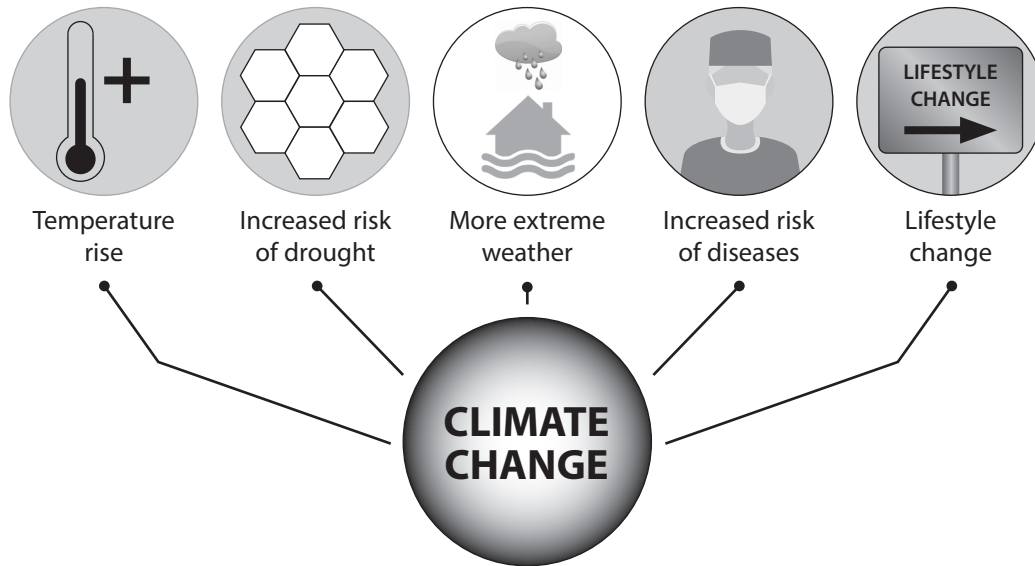 LIFESTYLE
CHANGE
Temperature
rise
Increased risk
of drought
More extreme
weather
Increased risk
of diseases
Lifestyle
change
CLIMATE
CHANGE